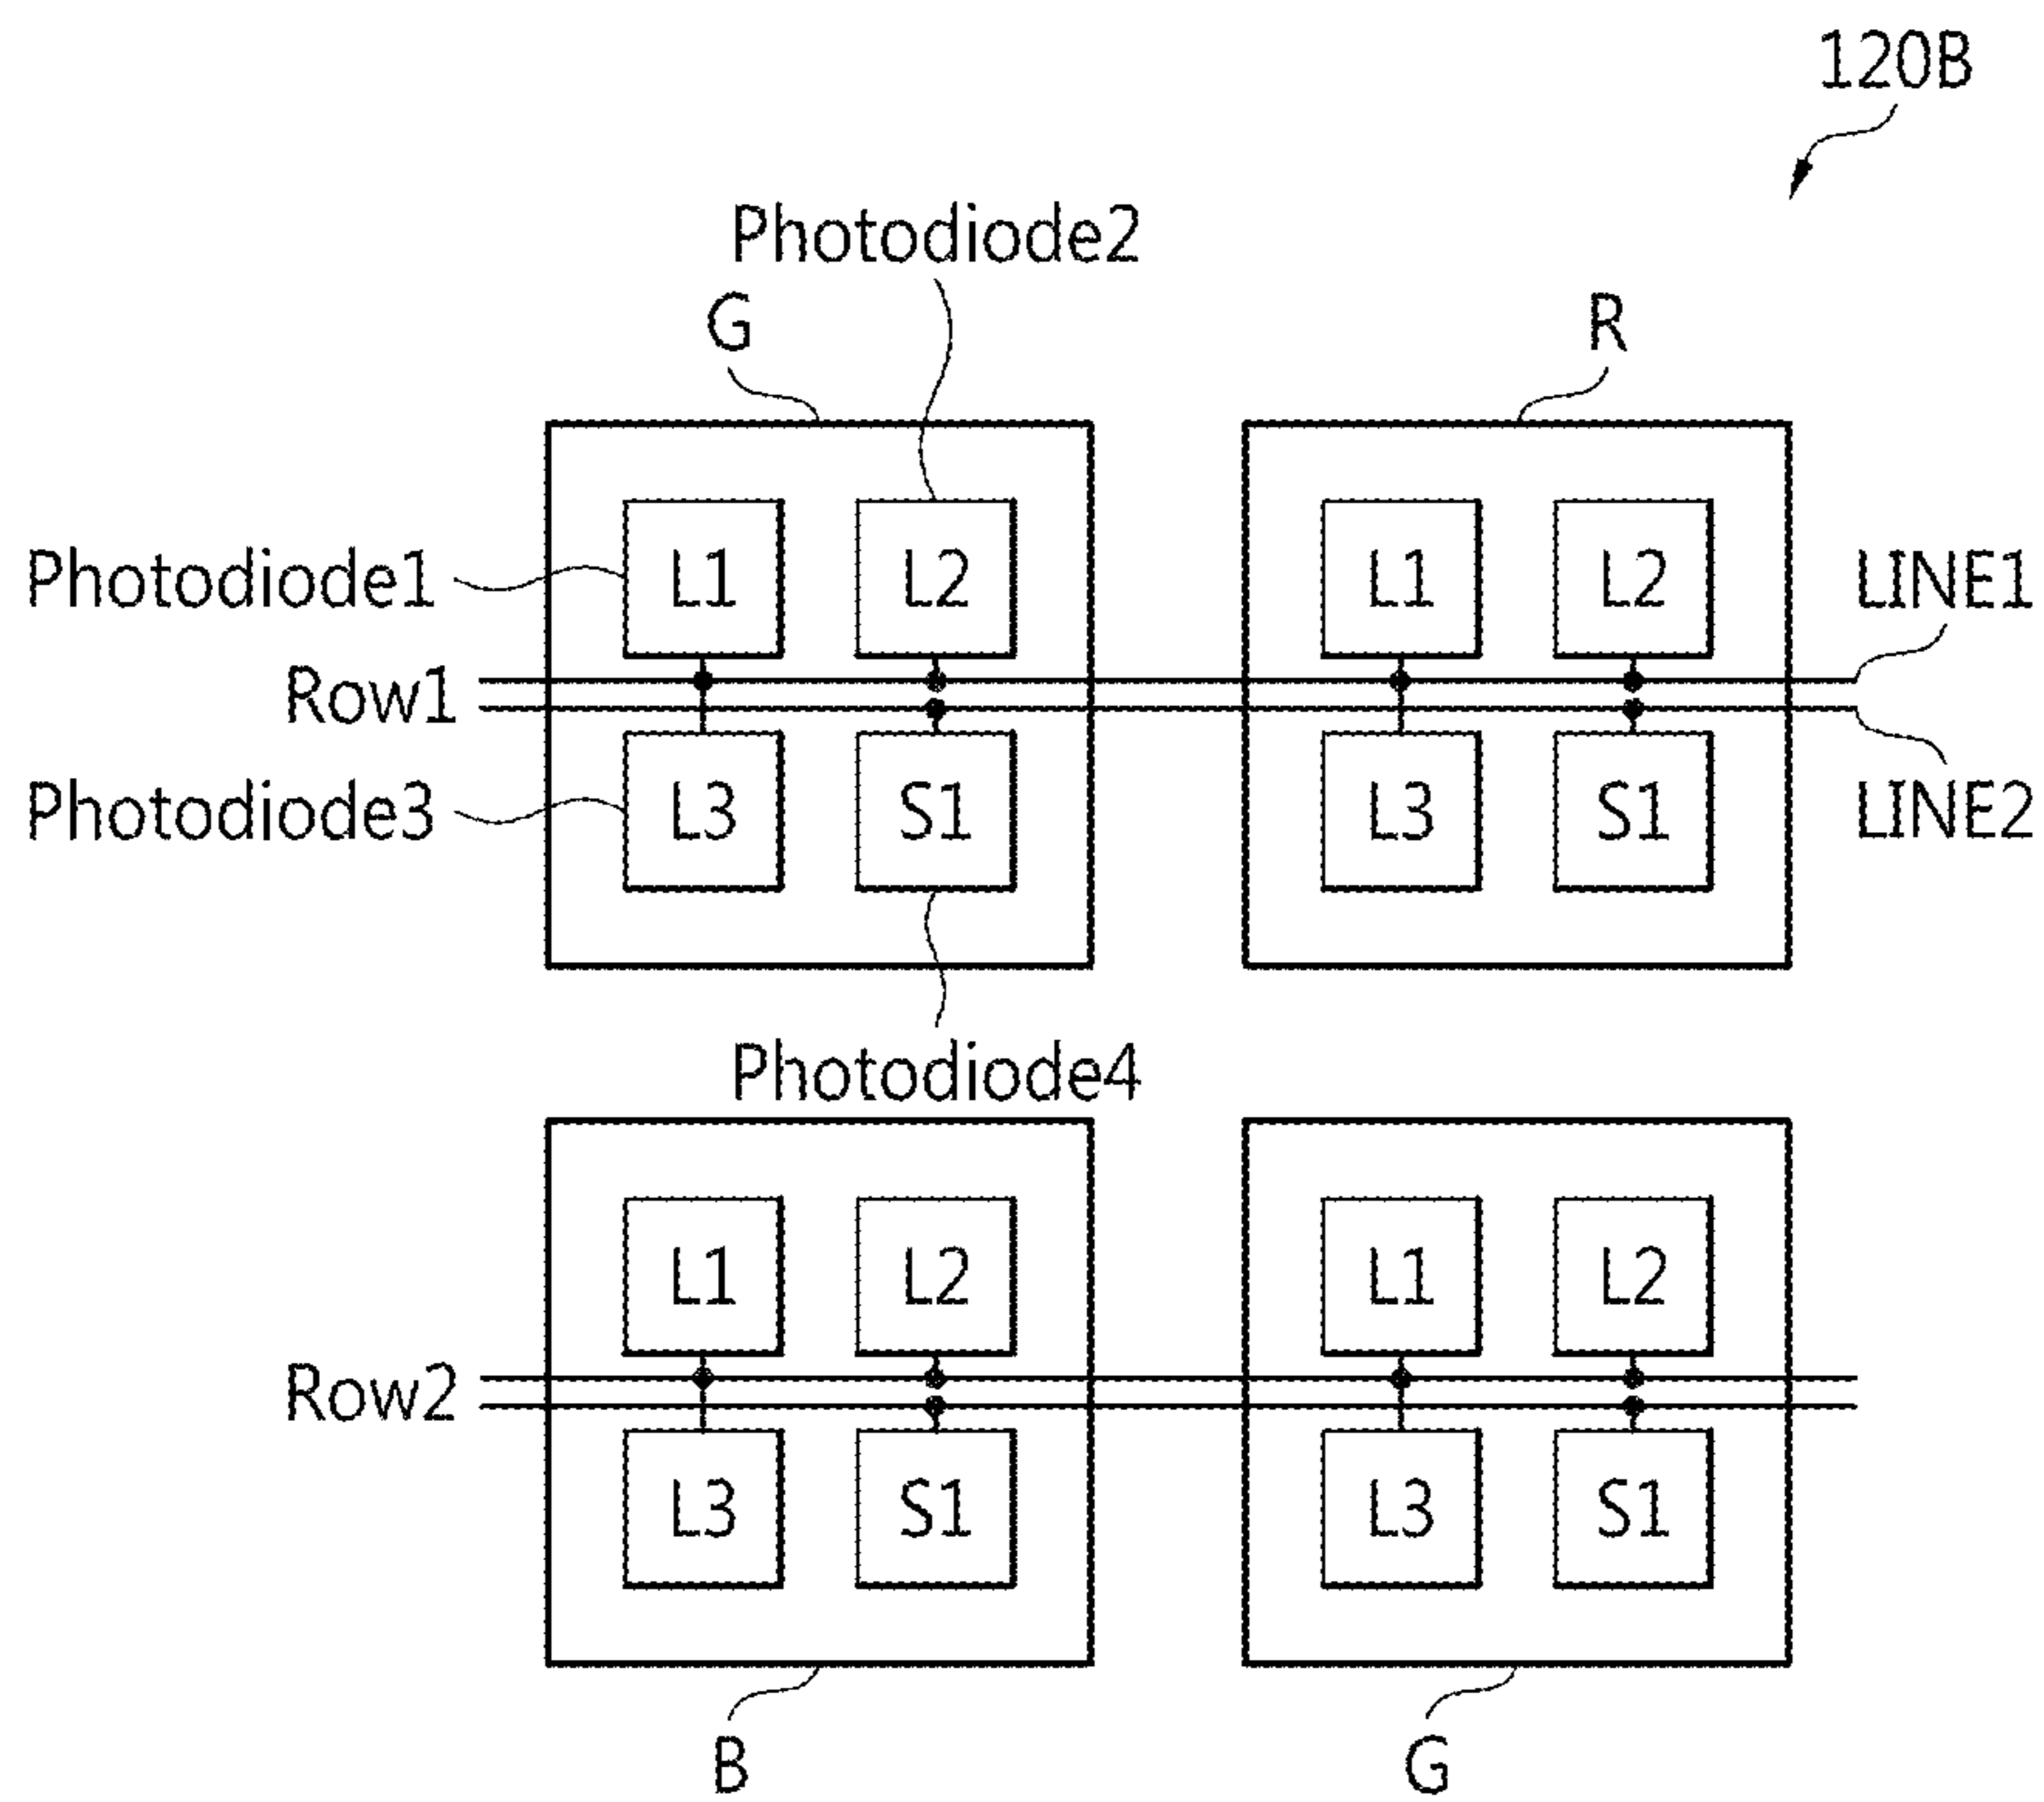 120B
Photodiode2
G R
Photodiode1 L1 L2 L1 L2 LINE1
Row1
Photodiode3 L3 S1 L3 S1 LINE2
Photodiode4
L1 L2 L1 L2
Row2
L3 S1 L3 S1
B G